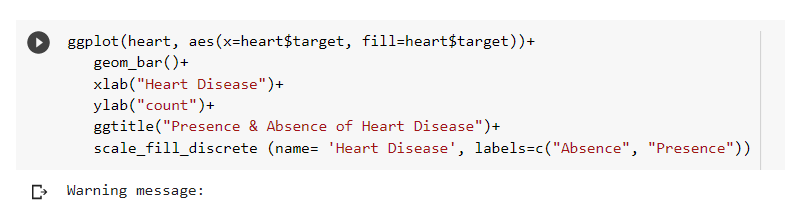 ggplot(heart, aes(x=heart$target, fill=heart$target))+
geom_bar()+
xlab("Heart Disease")+
ylab("count")+
ggtitle("Presence & Absence of Heart Disease")+
scale_fill_discrete (name= 'Heart Disease', labels=c("Absence", "Presence"))
Warning message: